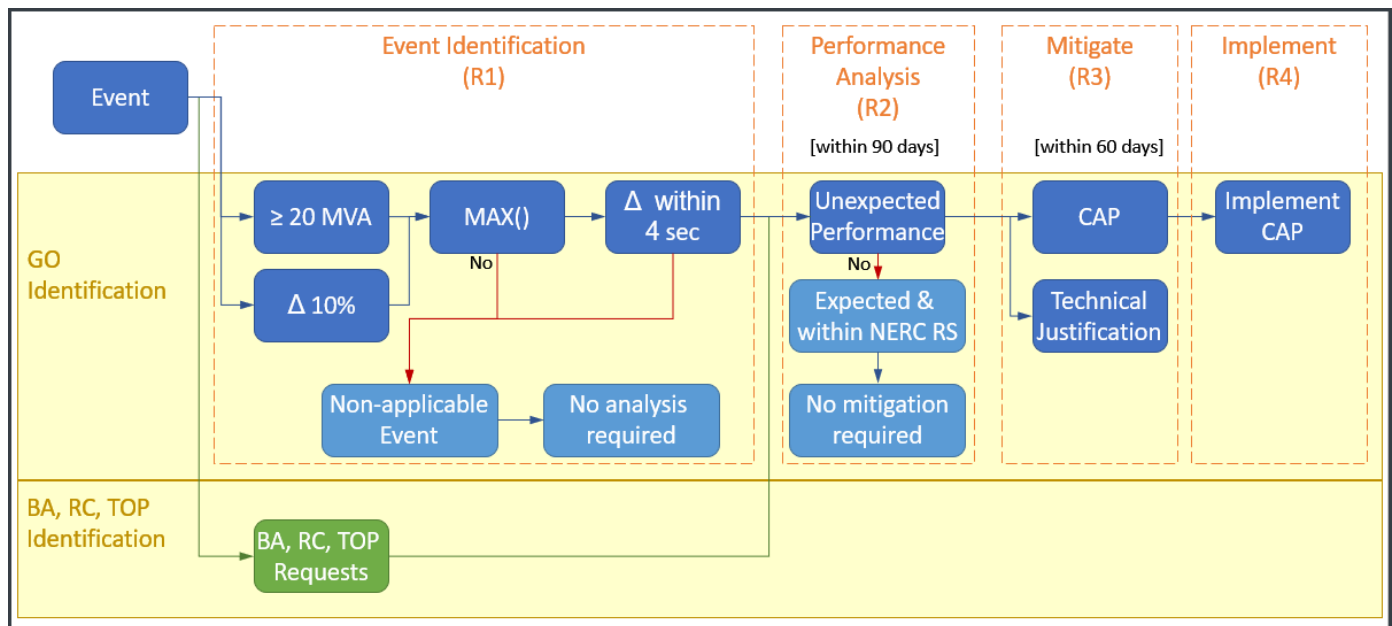 Event Identification
(R1)
Performance
Analysis
(R2)
[within 90 days]
Mitigate
(R3)
[within 60 days]
Implement
(R4)
Event
GO
Identification
≥ 20 MVA
Δ 10%
MAX()
No
Δ within
4 sec
Non-applicable
Event
No analysis
required
Unexpected
Performance
No
Expected &
within NERC RS
No mitigation
required
CAP
Technical
Justification
Implement
CAP
BA, RC, TOP
Identification
BA, RC, TOP
Requests